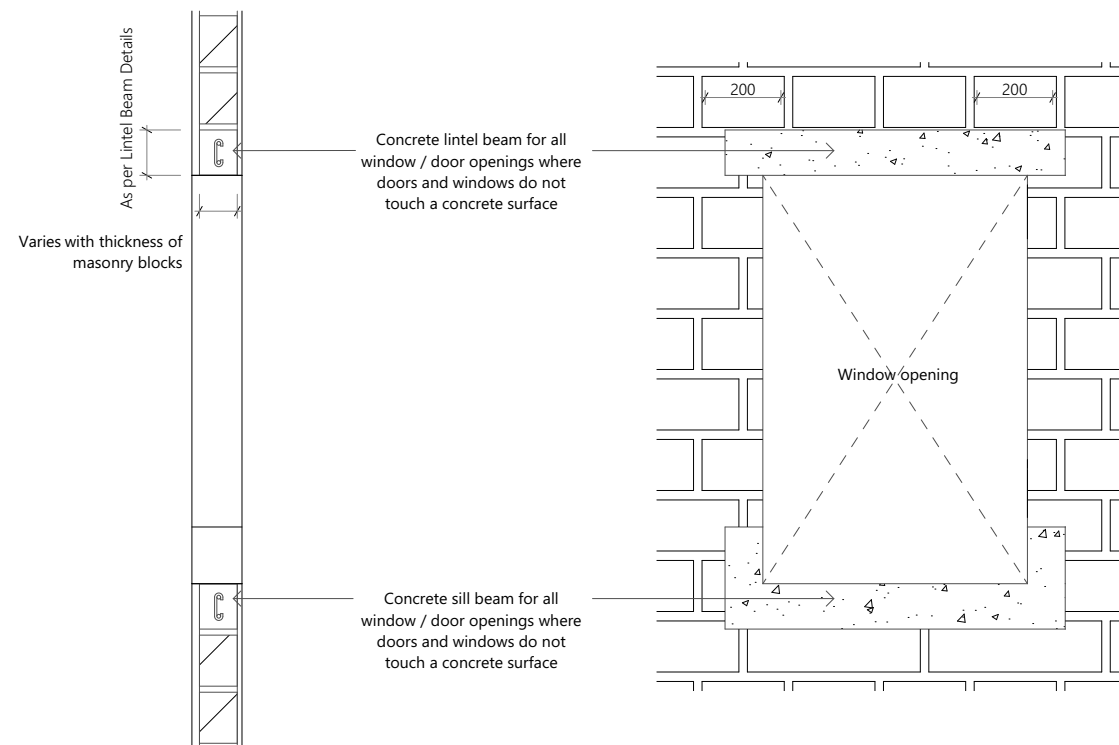 As per Lintel Beam Details
200
200
Concrete lintel beam for all
window / door openings where
doors and windows do not
touch a concrete surface
Varies with thickness of
masonry blocks
Window opening
Concrete sill beam for all
window / door openings where
doors and windows do not
touch a concrete surface